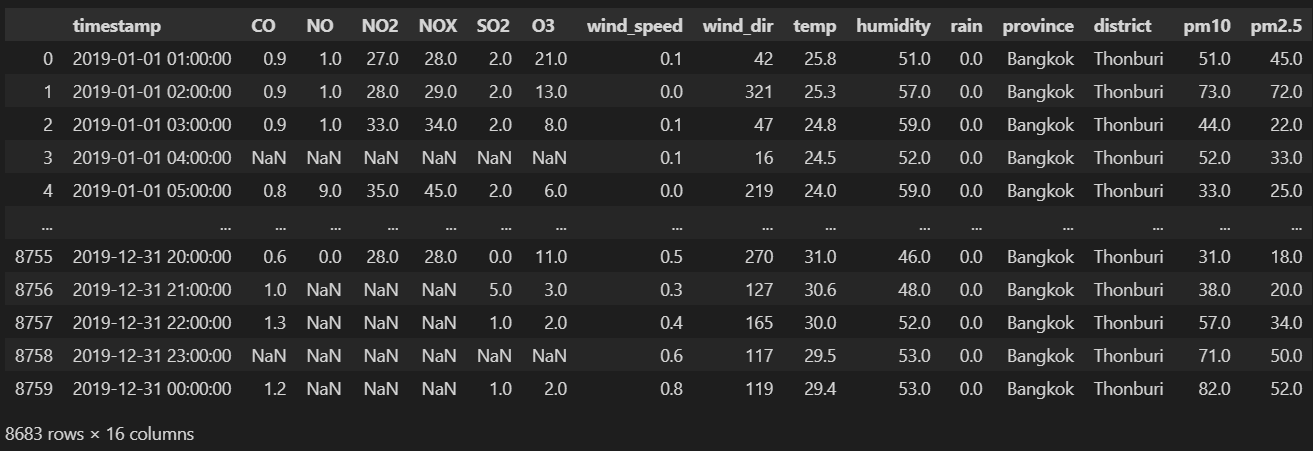 timestamp CO NO NO2 NOX SO2 O3 wind_speed wind_dir temp humidity rain province district pm10 pm2.5
0 2019-01-01 01:00:00 0.9 1.0 27.0 28.0 2.0 21.0 0.1 42 25.8 51.0 0.0 Bangkok Thonburi 51.0 45.0
1 2019-01-01 02:00:00 0.9 1.0 28.0 29.0 2.0 13.0 0.0 321 25.3 57.0 0.0 Bangkok Thonburi 73.0 72.0
2 2019-01-01 03:00:00 0.9 1.0 33.0 34.0 2.0 8.0 0.1 47 24.8 59.0 0.0 Bangkok Thonburi 44.0 22.0
3 2019-01-01 04:00:00 NaN NaN NaN NaN NaN NaN 0.1 16 24.5 52.0 0.0 Bangkok Thonburi 52.0 33.0
4 2019-01-01 05:00:00 0.8 9.0 35.0 45.0 2.0 6.0 0.0 219 24.0 59.0 0.0 Bangkok Thonburi 33.0 25.0
... ... ... ... ... ... ... ... ... ... ... ... ... ... ... ... ...
8755 2019-12-31 20:00:00 0.6 0.0 28.0 28.0 0.0 11.0 0.5 270 31.0 46.0 0.0 Bangkok Thonburi 31.0 18.0
8756 2019-12-31 21:00:00 1.0 NaN NaN NaN 5.0 3.0 0.3 127 30.6 48.0 0.0 Bangkok Thonburi 38.0 20.0
8757 2019-12-31 22:00:00 1.3 NaN NaN NaN 1.0 2.0 0.4 165 30.0 52.0 0.0 Bangkok Thonburi 57.0 34.0
8758 2019-12-31 23:00:00 NaN NaN NaN NaN NaN NaN 0.6 117 29.5 53.0 0.0 Bangkok Thonburi 71.0 50.0
8759 2019-12-31 00:00:00 1.2 NaN NaN NaN 1.0 2.0 0.8 119 29.4 53.0 0.0 Bangkok Thonburi 82.0 52.0
8683 rows × 16 columns